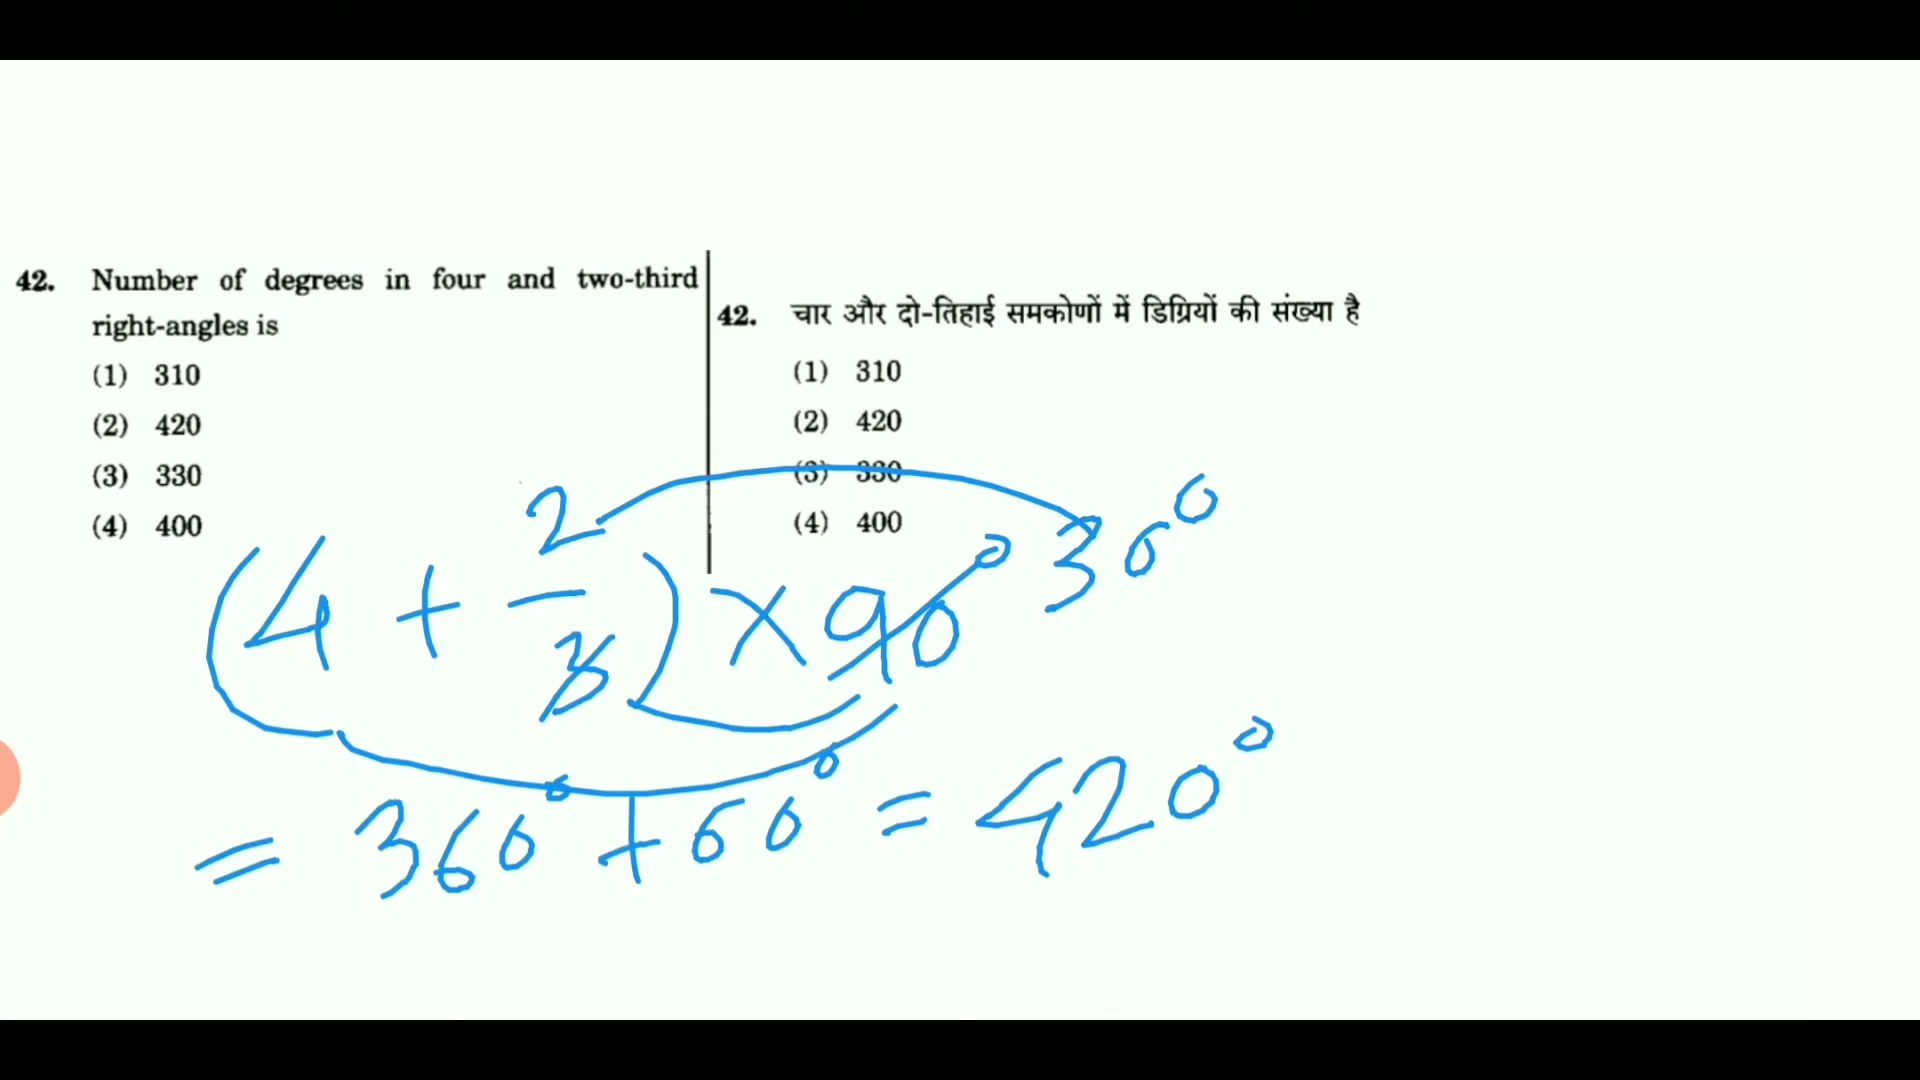 42. Number of degrees in four and two-third
right-angles is
(1) 310
(2) 420
(3) 330
(4) 400
42. चार और दो-तिहाई समकोणों में डिग्रियों की संख्या है
(1) 310
(2) 420
(3) 330
(4) 400
(4 + 2/3) × 90° 30°
= 360° + 60° = 420°